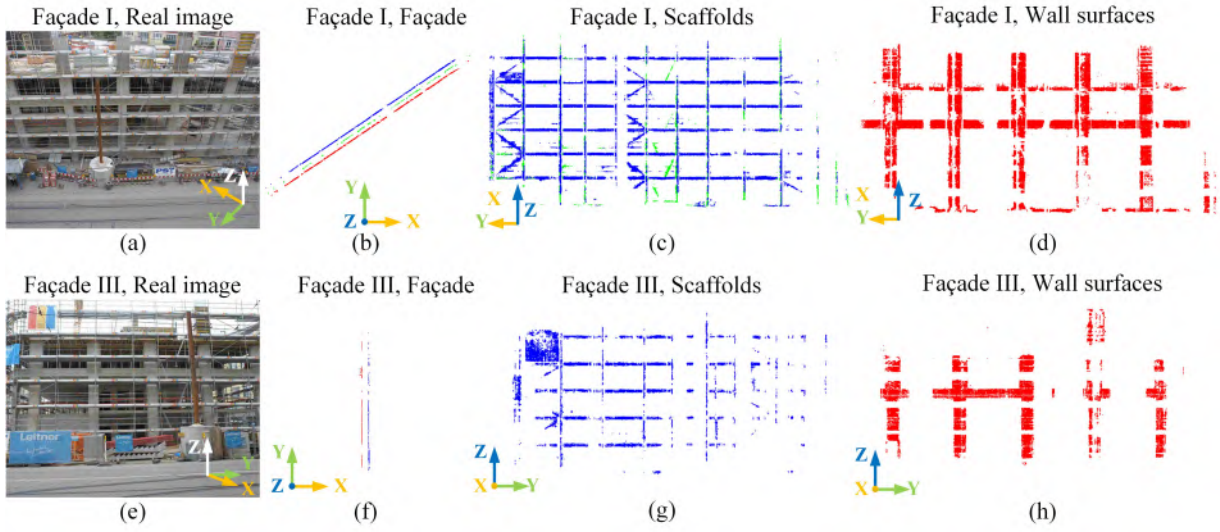 Façade I, Real image
Façade I, Façade
Façade I, Scaffolds
Façade I, Wall surfaces
Z
X
Y
Y
Z
X
X
Y
Z
X
Y
Z
(a)
(b)
(c)
(d)
Façade III, Real image
Façade III, Façade
Façade III, Scaffolds
Façade III, Wall surfaces
Leitner
Z
Y
X
Y
Z
X
Z
X
Y
Z
X
Y
(e)
(f)
(g)
(h)